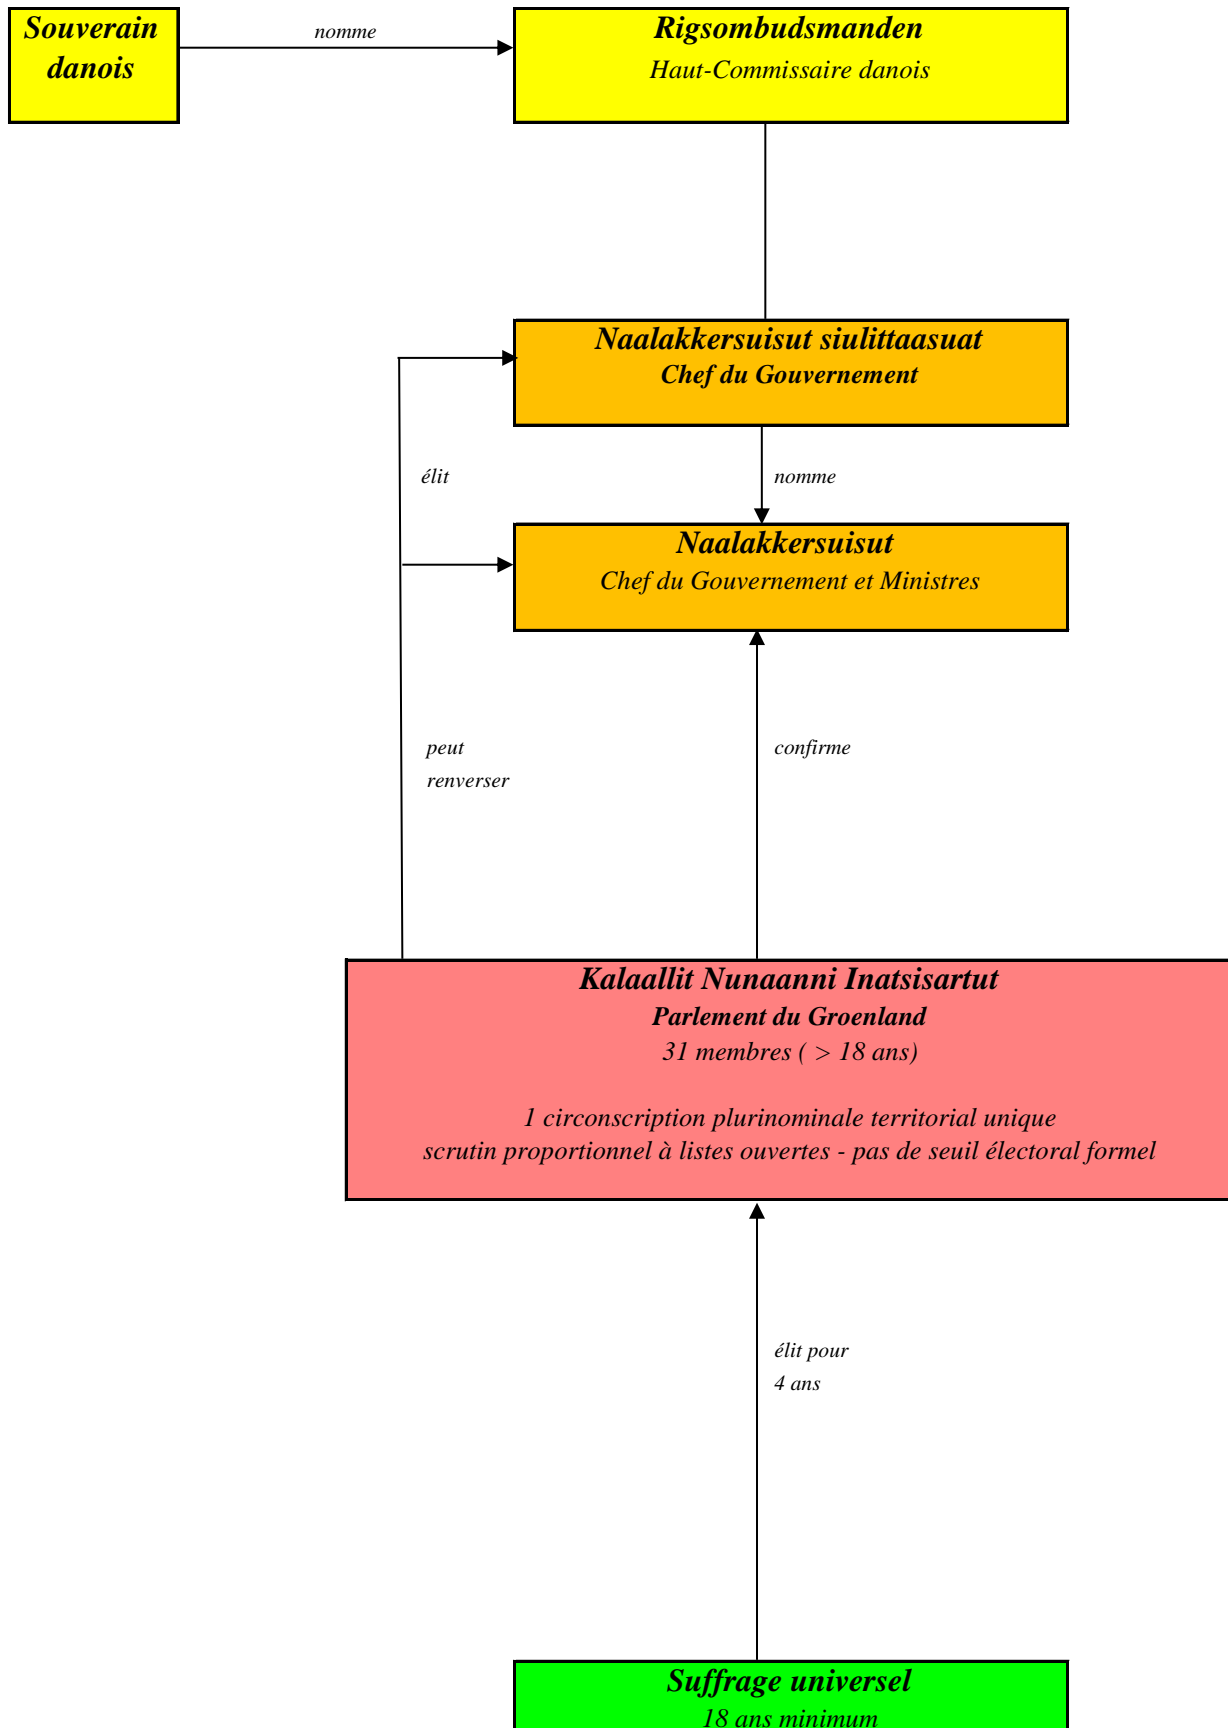 Souverain
danois
nomme
Rigsombudsmanden
Haut-Commissaire danois
Naalakkersuisut siulittaasuat
Chef du Gouvernement
élit
nomme
Naalakkersuisut
Chef du Gouvernement et Ministres
peut
renverser
confirme
Kalaallit Nunaanni Inatsisartut
Parlement du Groenland
31 membres ( > 18 ans)
1 circonscription plurinominale territorial unique
scrutin proportionnel à listes ouvertes - pas de seuil électoral formel
élit pour
4 ans
Suffrage universel
18 ans minimum